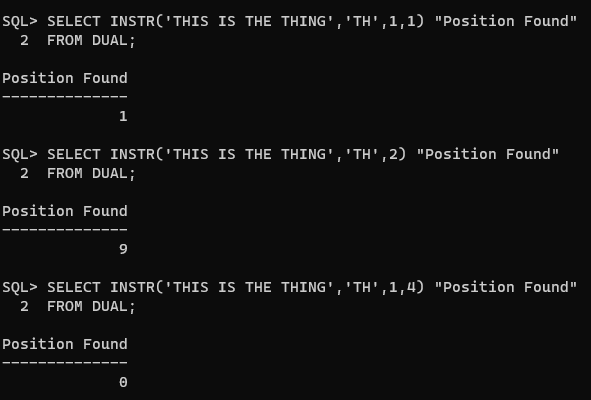 SQL> SELECT INSTR('THIS IS THE THING','TH',1,1) "Position Found"
  2  FROM DUAL;
Position Found
--------------
             1
SQL> SELECT INSTR('THIS IS THE THING','TH',2) "Position Found"
  2  FROM DUAL;
Position Found
--------------
             9
SQL> SELECT INSTR('THIS IS THE THING','TH',1,4) "Position Found"
  2  FROM DUAL;
Position Found
--------------
             0